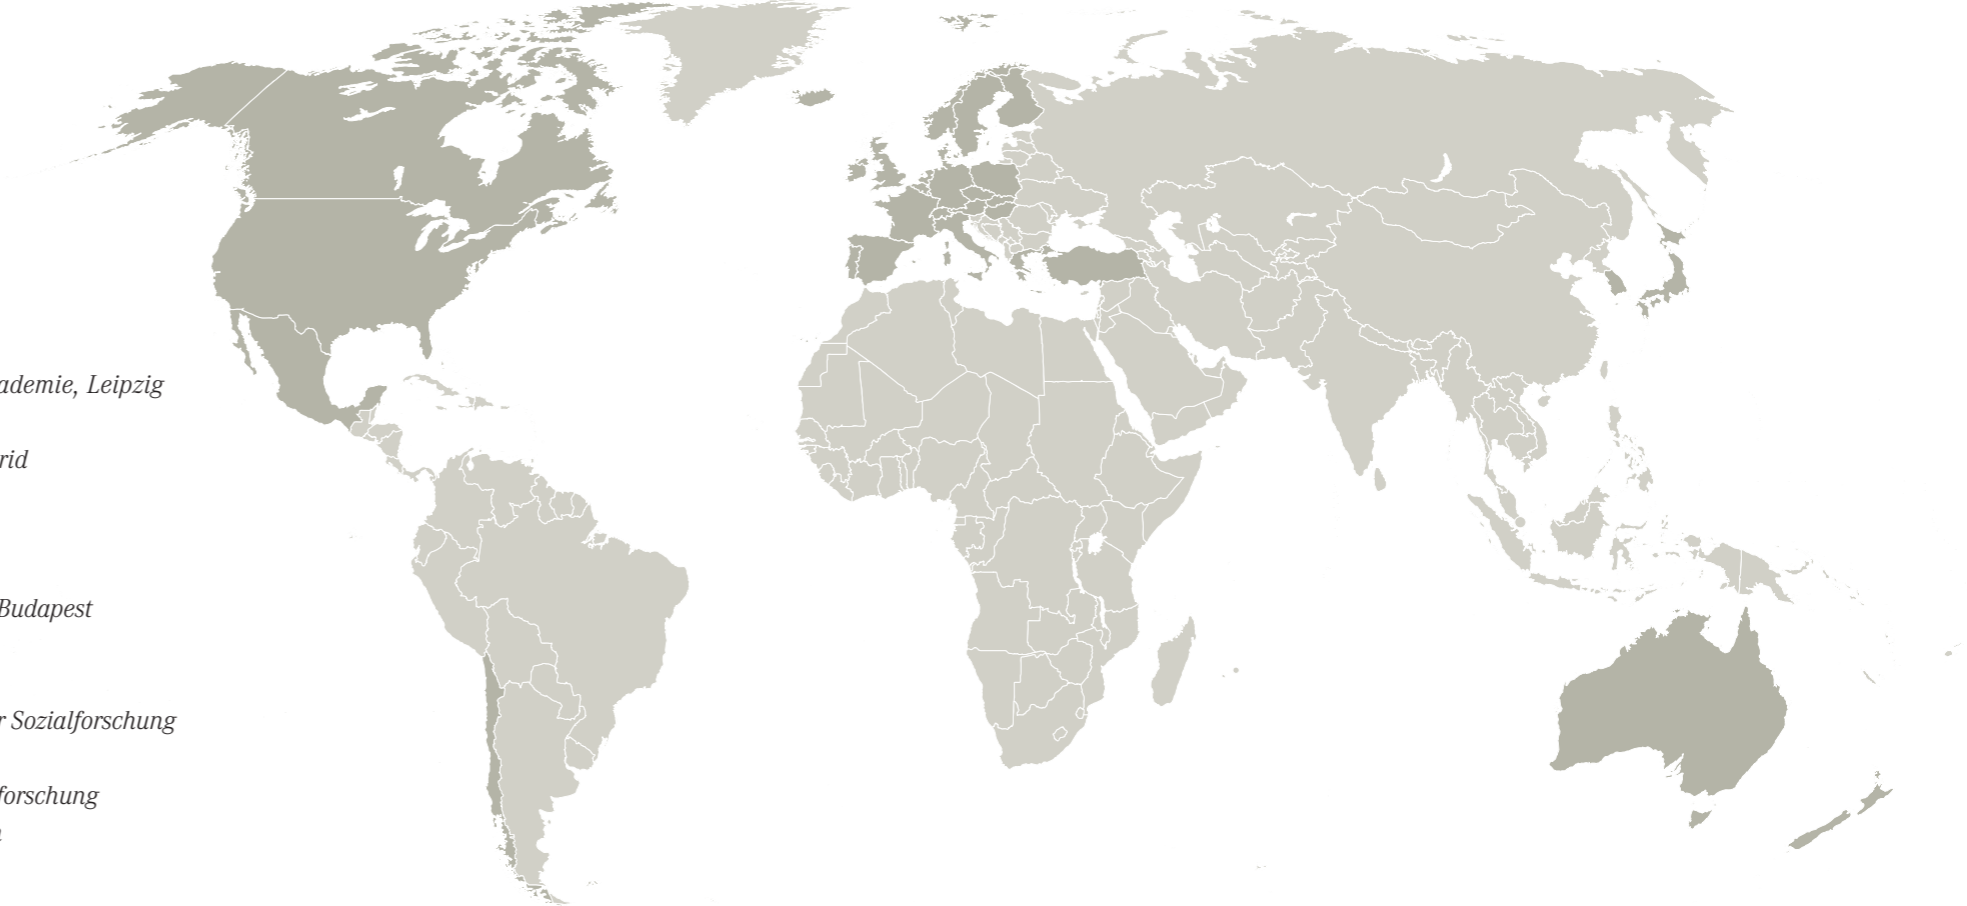 ademie, Leipzig
rid
Budapest
r Sozialforschung
forschung